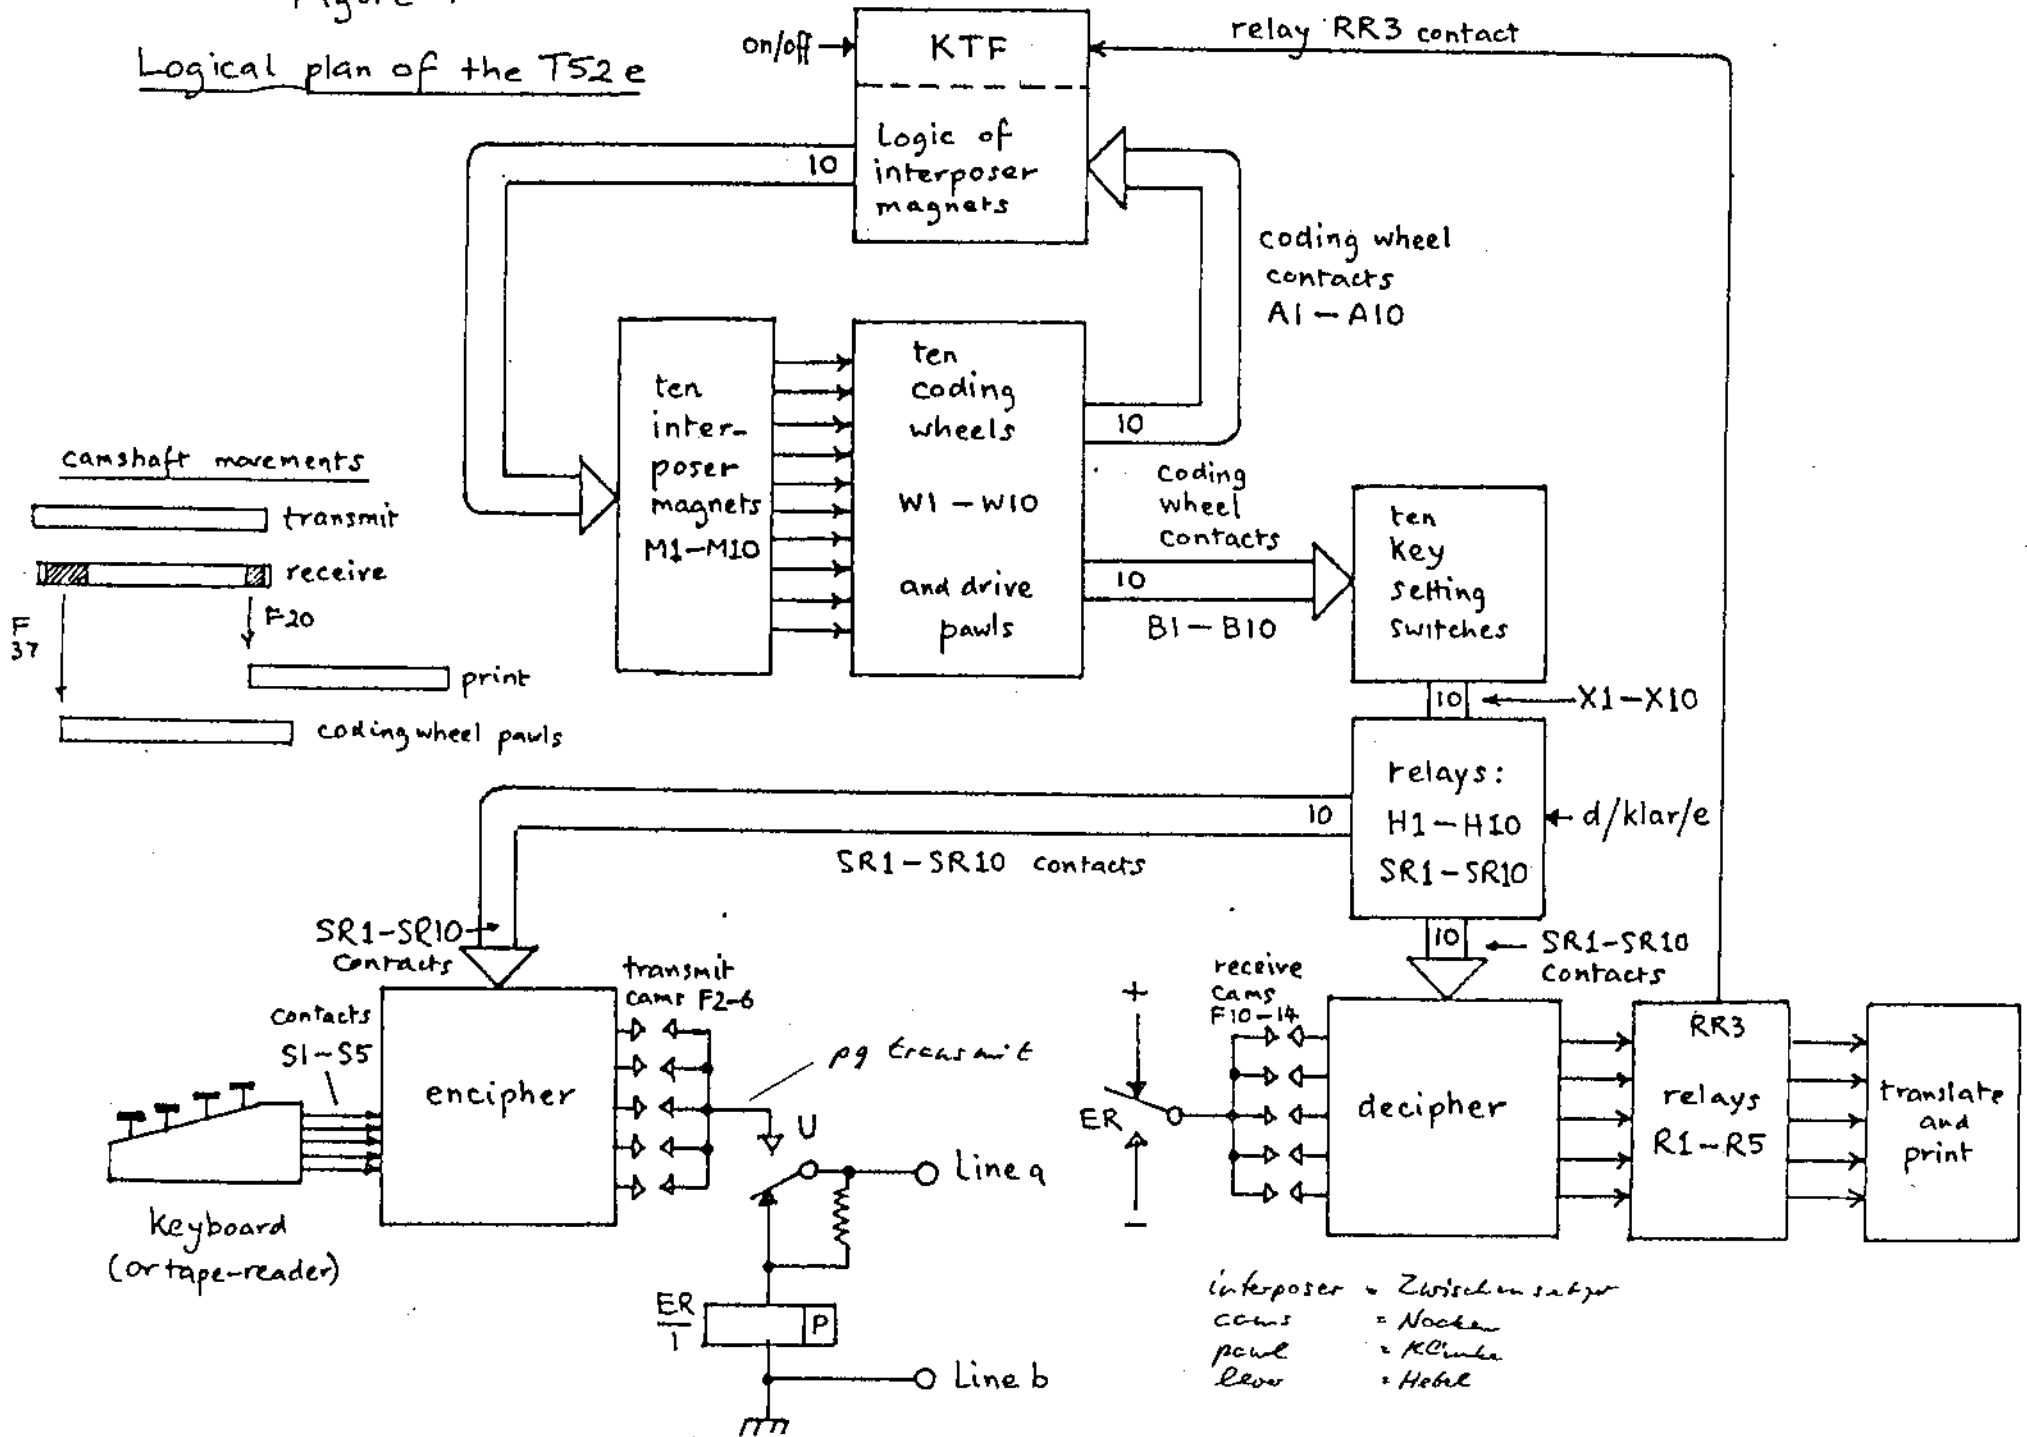 Figure
Logical plan of the T52e
on/off
KTF
relay RR3 contact
Logic of
interposer
magnets
10
coding wheel
contacts
A1-A10
ten
inter-
poser
magnets
M1-M10
ten
coding
wheels
W1-W10
and drive
pawls
10
coding
wheel
contacts
10
B1-B10
ten
key
setting
switches
camshaft movements
transmit
receive
F
37
F20
print
coding wheel pawls
10
X1-X10
relays:
H1-H10
SR1-SR10
d/klar/e
10
SR1-SR10 contacts
SR1-SR10
contacts
10
SR1-SR10
contacts
contacts
S1-S5
encipher
transmit
cams F2-6
pg transmit
U
Line a
keyboard
(or tape-reader)
ER
1
P
Line b
receive
cams
F10-14
+
ER
-
decipher
RR3
relays
R1-R5
translate
and
print
interposer = Zwischensetzer
cams = Nocken
pawl = Klinke
lever = Hebel